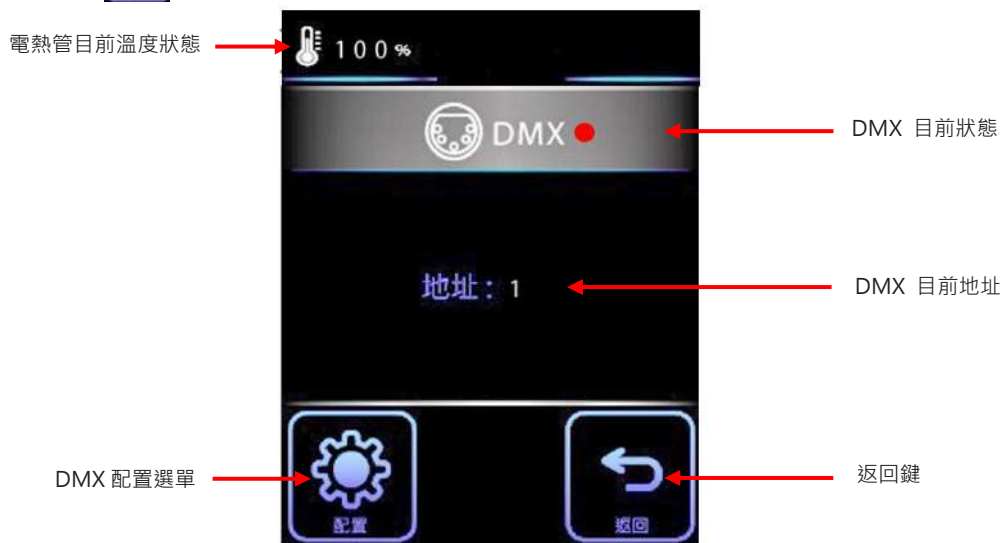 電熱管目前溫度狀態
100%
DMX
DMX 目前狀態
地址：1
DMX 目前地址
DMX 配置選單
配置
返回
返回鍵